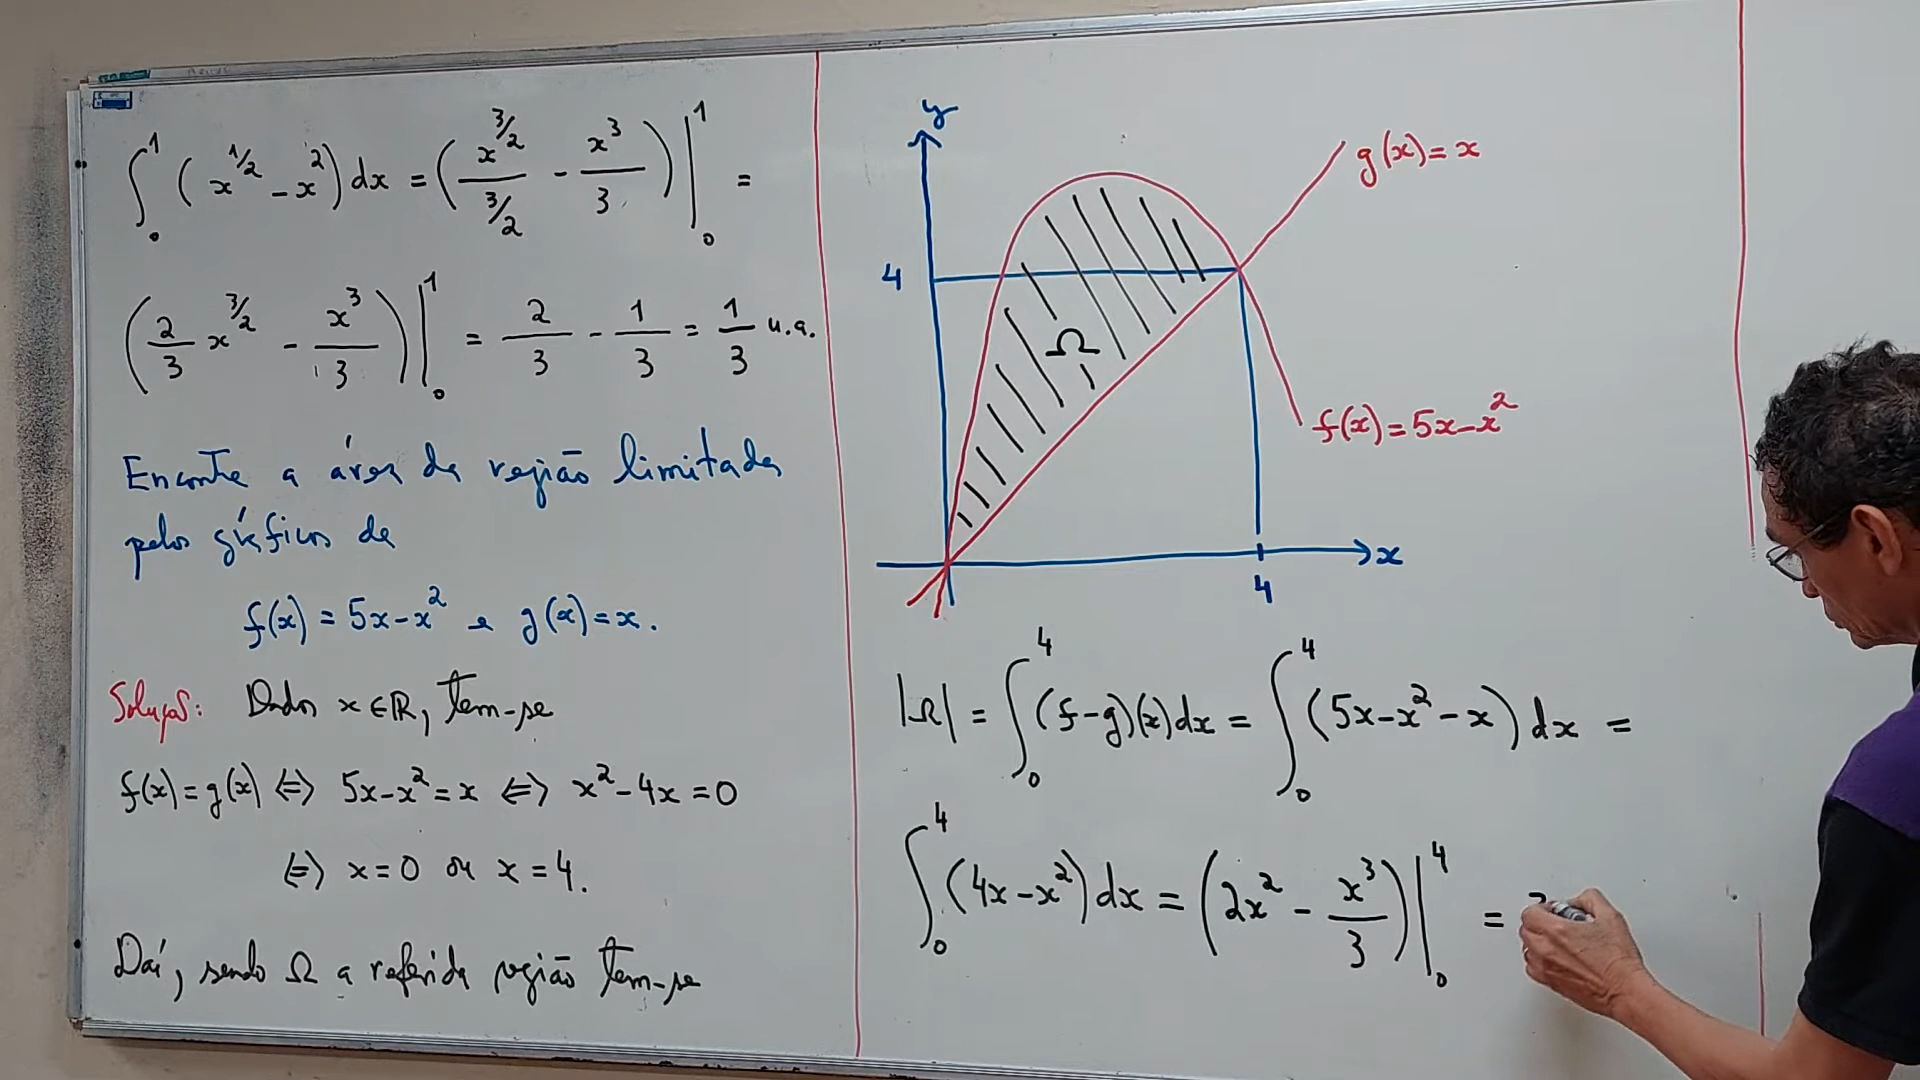 ∫₀¹ (x^{1/2} - x²) dx = (x^{3/2}/(3/2) - x³/3)|₀¹ =
(2/3 x^{3/2} - x³/3)|₀¹ = 2/3 - 1/3 = 1/3 u.a.
Encontre a área da região limitada
pelos gráficos de
f(x) = 5x-x² e g(x) = x.
Solução: Dados x∈ℝ, tem-se
f(x) = g(x) ⇔ 5x-x² = x ⇔ x²-4x = 0
⇔ x = 0 ou x = 4.
Daí, sendo Ω a referida região tem-se
y
g(x) = x
4
Ω
f(x) = 5x-x²
x
4
|Ω| = ∫₀⁴ (f-g)(x) dx = ∫₀⁴ (5x-x²-x) dx =
∫₀⁴ (4x-x²) dx = (2x² - x³/3)|₀⁴ =